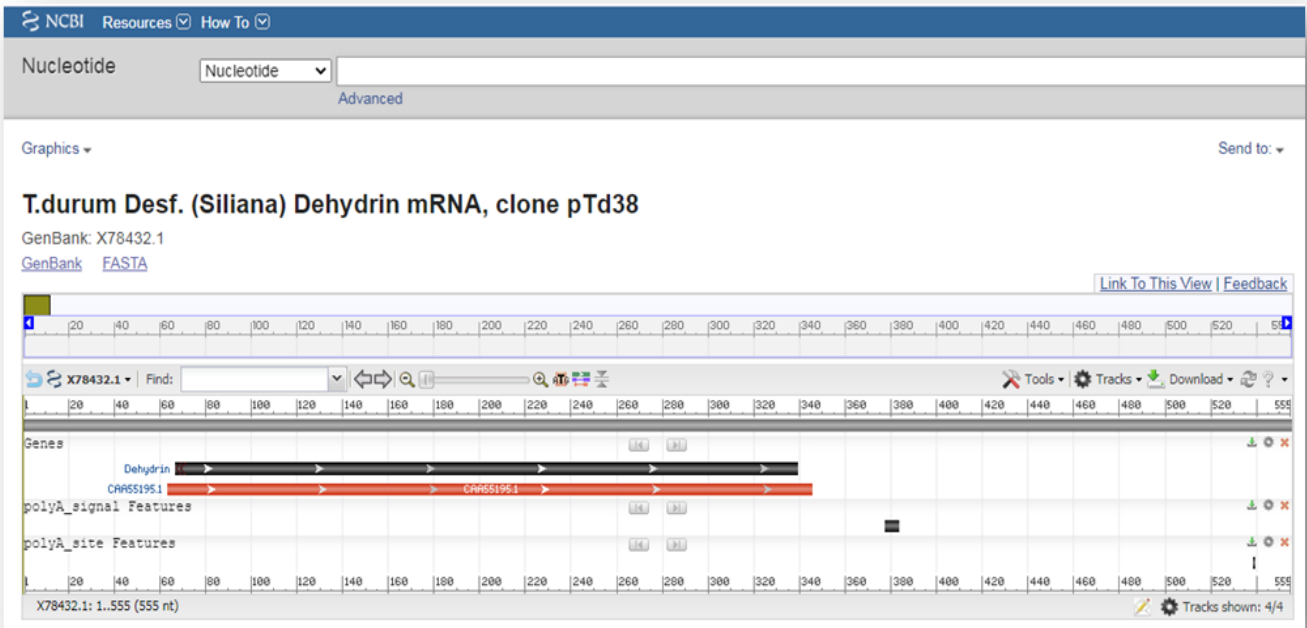 NCBI Resources How To
Nucleotide Nucleotide
Advanced
Graphics Send to:
T.durum Desf. (Siliana) Dehydrin mRNA, clone pTd38
GenBank: X78432.1
GenBank FASTA
Link To This View | Feedback
20 40 60 80 100 120 140 160 180 200 220 240 260 280 300 320 340 360 380 400 420 440 460 480 500 520
X78432.1 Find: Tools Tracks Download ?
1 20 40 60 80 100 120 140 160 180 200 220 240 260 280 300 320 340 360 380 400 420 440 460 480 500 520 555
Genes
Dehydrin
CAA55195.1 CAA55195.1
polyA_signal Features
polyA_site Features
1 20 40 60 80 100 120 140 160 180 200 220 240 260 280 300 320 340 360 380 400 420 440 460 480 500 520 555
X78432.1: 1..555 (555 nt) Tracks shown: 4/4